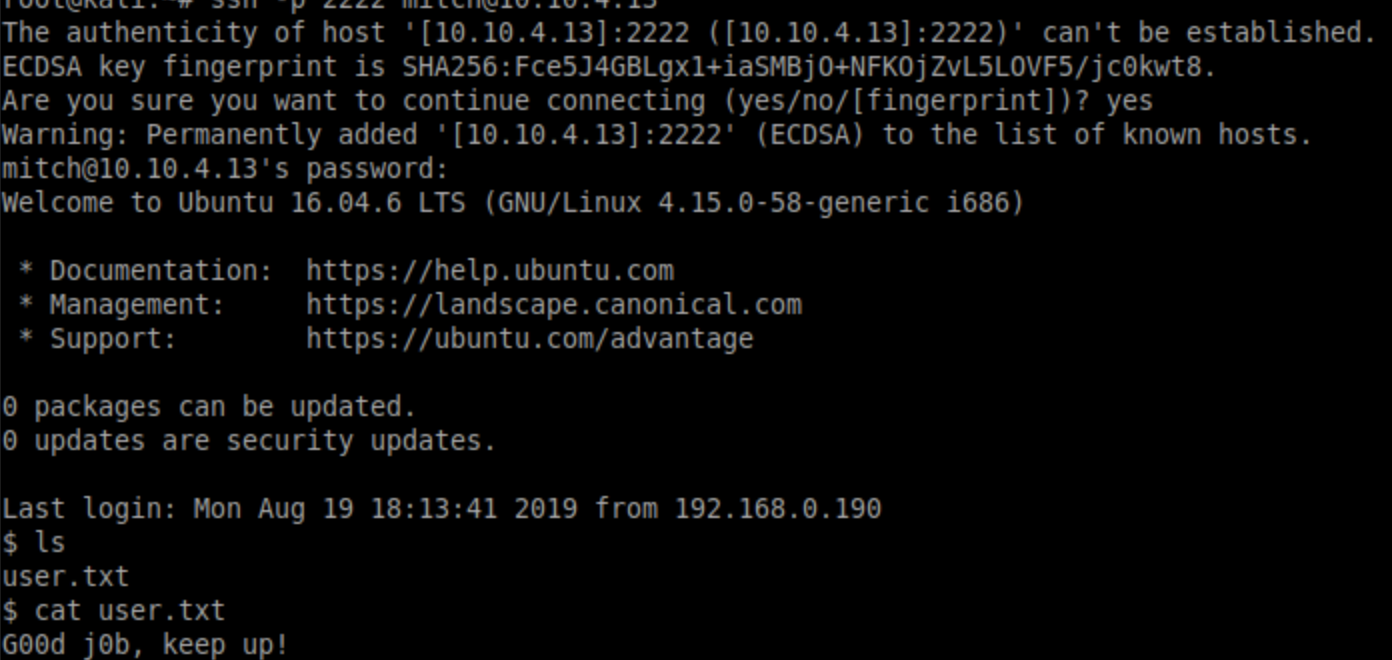 root@kali:~# ssh -p 2222 mitch@10.10.4.13
The authenticity of host '[10.10.4.13]:2222 ([10.10.4.13]:2222)' can't be established.
ECDSA key fingerprint is SHA256:Fce5J4GBLgx1+iaSMBjO+NFKOjZvL5LOVF5/jc0kwt8.
Are you sure you want to continue connecting (yes/no/[fingerprint])? yes
Warning: Permanently added '[10.10.4.13]:2222' (ECDSA) to the list of known hosts.
mitch@10.10.4.13's password:
Welcome to Ubuntu 16.04.6 LTS (GNU/Linux 4.15.0-58-generic i686)
* Documentation:  https://help.ubuntu.com
* Management:     https://landscape.canonical.com
* Support:        https://ubuntu.com/advantage
0 packages can be updated.
0 updates are security updates.
Last login: Mon Aug 19 18:13:41 2019 from 192.168.0.190
$ ls
user.txt
$ cat user.txt
G00d j0b, keep up!